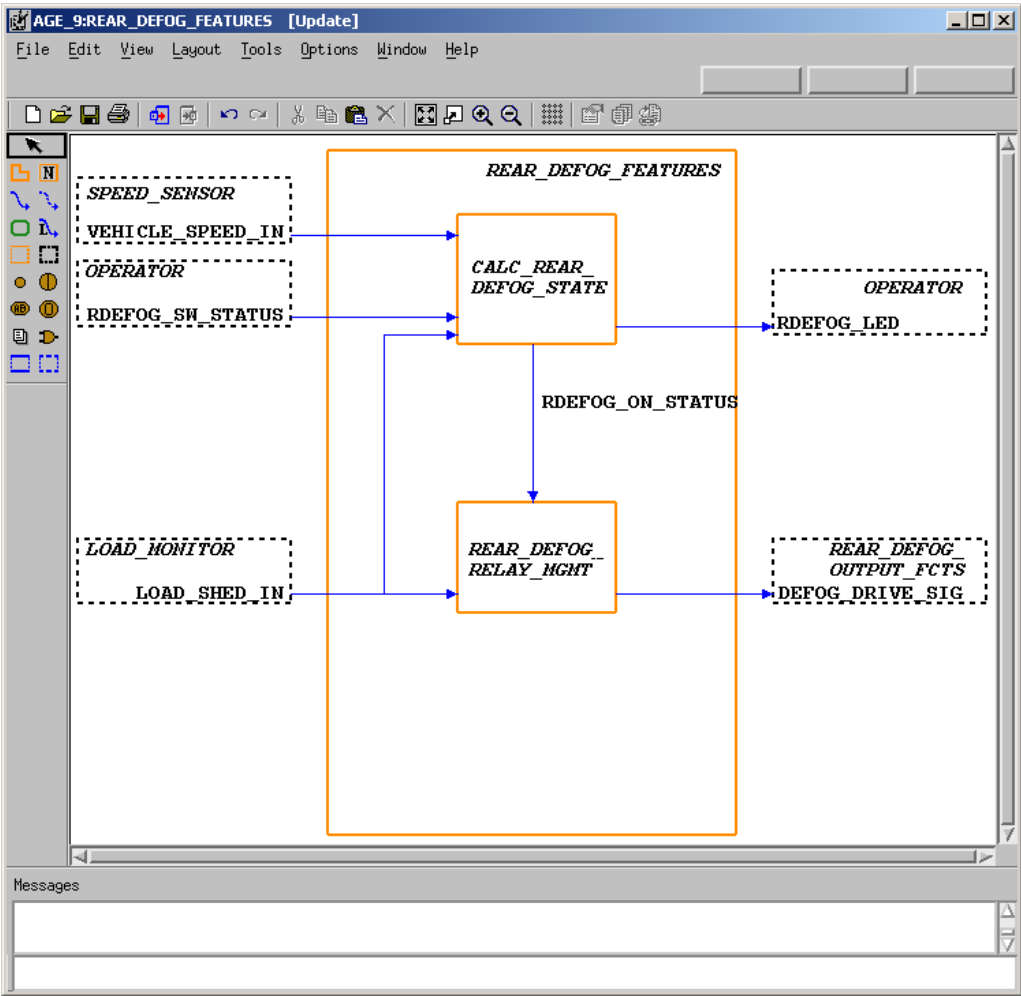 AGE_9:REAR_DEFOG_FEATURES [Update]
File Edit View Layout Tools Options Window Help
N
AB
REAR_DEFOG_FEATURES
SPEED_SENSOR
VEHICLE_SPEED_IN
OPERATOR
RDEFOG_SW_STATUS
CALC_REAR_
DEFOG_STATE
OPERATOR
RDEFOG_LED
RDEFOG_ON_STATUS
LOAD_MONITOR
LOAD_SHED_IN
REAR_DEFOG_
RELAY_MGMT
REAR_DEFOG_
OUTPUT_FCTS
DEFOG_DRIVE_SIG
Messages